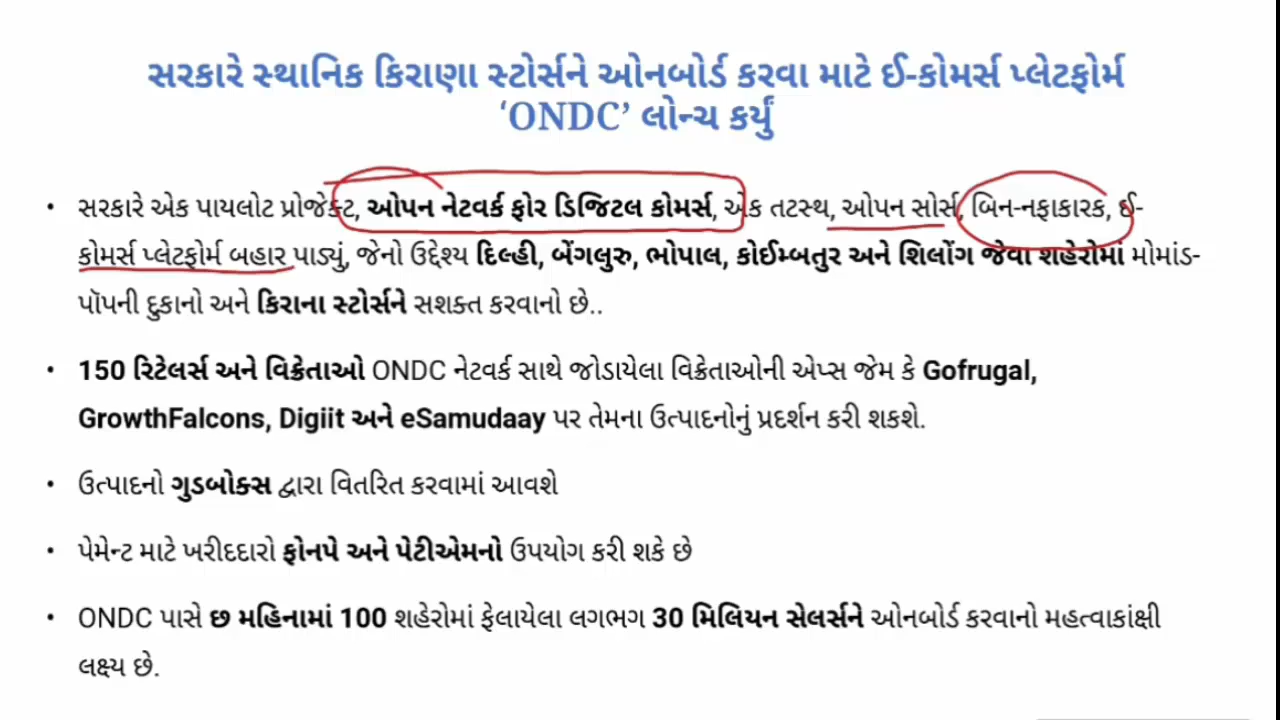 સરકારે સ્થાનિક કિરાણા સ્ટોર્સને ઓનબોર્ડ કરવા માટે ઈ-કોમર્સ પ્લેટફોર્મ
‘ONDC’ લોન્ચ કર્યું
• સરકારે એક પાયલોટ પ્રોજેક્ટ, ઓપન નેટવર્ક ફોર ડિજિટલ કોમર્સ, એક તટસ્થ, ઓપન સોર્સ, બિન-નફાકારક, ઈ-
કોમર્સ પ્લેટફોર્મ બહાર પાડ્યું, જેનો ઉદ્દેશ્ય દિલ્હી, બેંગલુરુ, ભોપાલ, કોઈમ્બતુર અને શિલોંગ જેવા શહેરોમાં મોમાંડ-
પૉપની દુકાનો અને કિરાના સ્ટોર્સને સશક્ત કરવાનો છે..
• 150 રિટેલર્સ અને વિક્રેતાઓ ONDC નેટવર્ક સાથે જોડાયેલા વિક્રેતાઓની એપ્સ જેમ કે Gofrugal,
GrowthFalcons, Digiit અને eSamudaay પર તેમના ઉત્પાદનોનું પ્રદર્શન કરી શકશે.
• ઉત્પાદનો ગુડબોક્સ દ્વારા વિતરિત કરવામાં આવશે
• પેમેન્ટ માટે ખરીદદારો ફોનપે અને પેટીએમનો ઉપયોગ કરી શકે છે
• ONDC પાસે છ મહિનામાં 100 શહેરોમાં ફેલાયેલા લગભગ 30 મિલિયન સેલર્સને ઓનબોર્ડ કરવાનો મહત્વાકાંક્ષી
લક્ષ્ય છે.